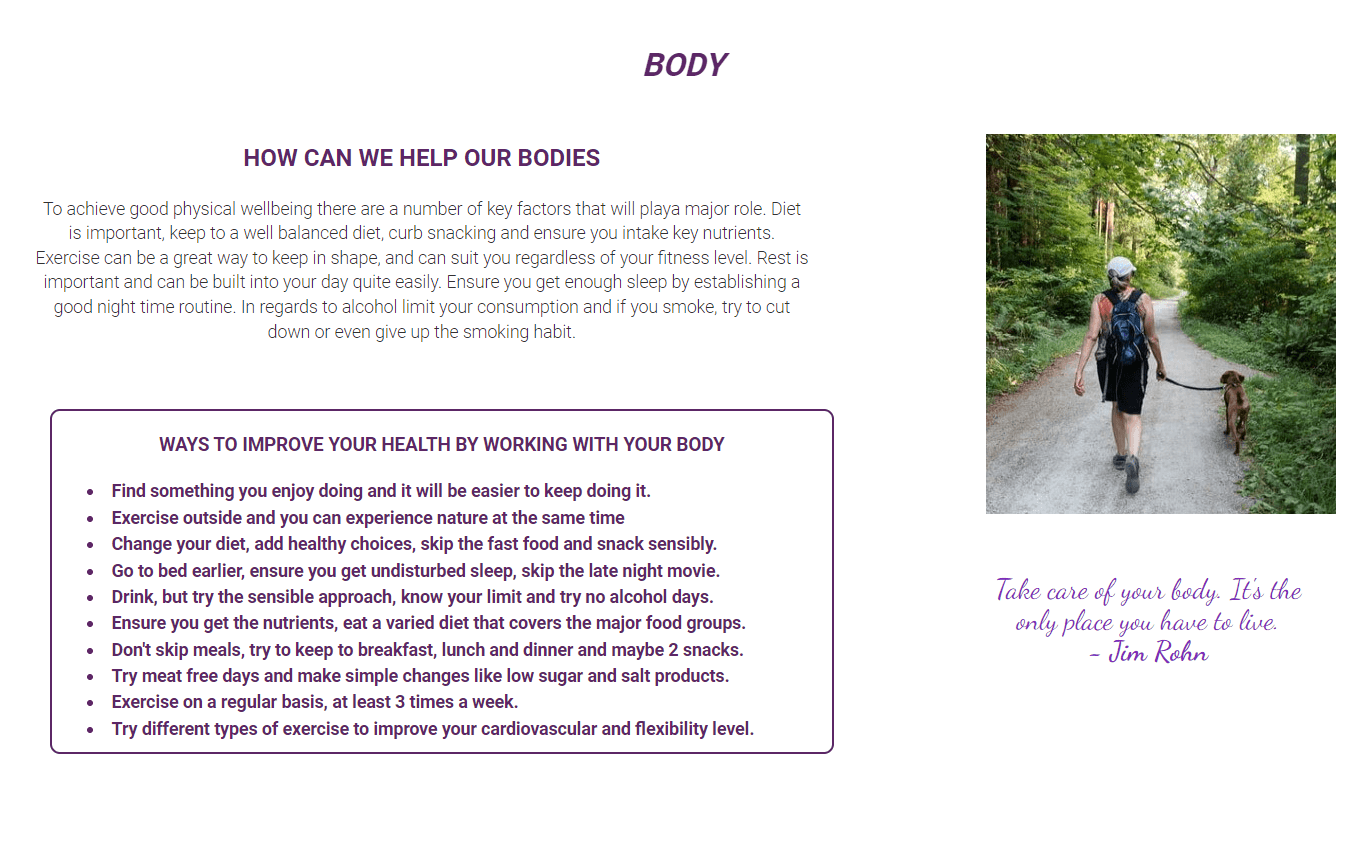 BODY
HOW CAN WE HELP OUR BODIES
To achieve good physical wellbeing there are a number of key factors that will playa major role. Diet
is important, keep to a well balanced diet, curb snacking and ensure you intake key nutrients.
Exercise can be a great way to keep in shape, and can suit you regardless of your fitness level. Rest is
important and can be built into your day quite easily. Ensure you get enough sleep by establishing a
good night time routine. In regards to alcohol limit your consumption and if you smoke, try to cut
down or even give up the smoking habit.
WAYS TO IMPROVE YOUR HEALTH BY WORKING WITH YOUR BODY
• Find something you enjoy doing and it will be easier to keep doing it.
• Exercise outside and you can experience nature at the same time
• Change your diet, add healthy choices, skip the fast food and snack sensibly.
• Go to bed earlier, ensure you get undisturbed sleep, skip the late night movie.
• Drink, but try the sensible approach, know your limit and try no alcohol days.
• Ensure you get the nutrients, eat a varied diet that covers the major food groups.
• Don't skip meals, try to keep to breakfast, lunch and dinner and maybe 2 snacks.
• Try meat free days and make simple changes like low sugar and salt products.
• Exercise on a regular basis, at least 3 times a week.
• Try different types of exercise to improve your cardiovascular and flexibility level.
Take care of your body. It's the
only place you have to live.
- Jim Rohn